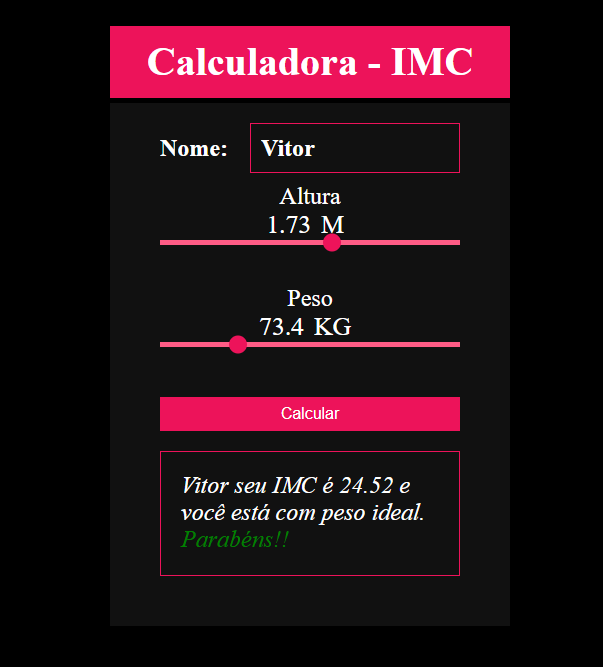 Calculadora - IMC
Nome: Vitor
Altura
1.73 M
Peso
73.4 KG
Calcular
Vitor seu IMC é 24.52 e
você está com peso ideal.
Parabéns!!